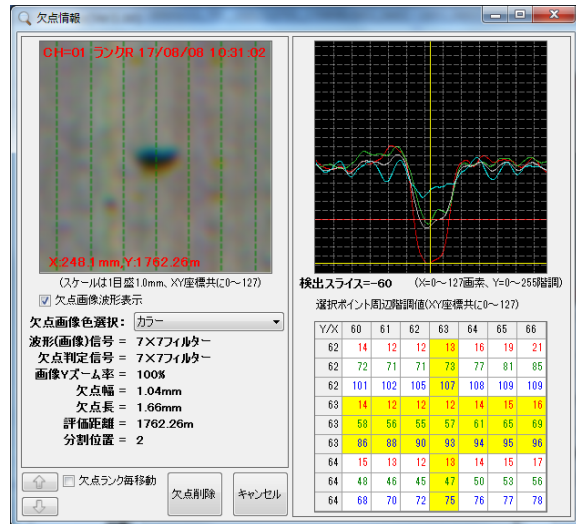 欠点情報
CH=01 ランクR 17/08/08 10:31:02
X:248.1mm,Y:1762.26m
(スケールは1目盛1.0mm、XY座標共に0～127)
欠点画像波形表示
欠点画像色選択: カラー
波形(画像)信号 = 7×7フィルター
欠点判定信号 = 7×7フィルター
画像Yズーム率 = 100%
欠点幅 = 1.04mm
欠点長 = 1.66mm
評価距離 = 1762.26m
分割位置 = 2
欠点ランク毎移動
欠点削除
キャンセル
検出スライス=-60 (X=0～127画素、Y=0～255階調)
選択ポイント周辺階調値(XY座標共に0～127)
Y/X 60 61 62 63 64 65 66
62 14 12 12 13 16 19 21
62 72 71 71 73 77 81 85
62 101 102 105 107 108 109 109
63 14 12 12 12 14 15 16
63 58 56 55 57 61 65 69
63 86 88 90 93 94 95 96
64 15 13 12 13 14 15 17
64 48 46 45 47 50 53 56
64 68 70 72 75 76 77 78